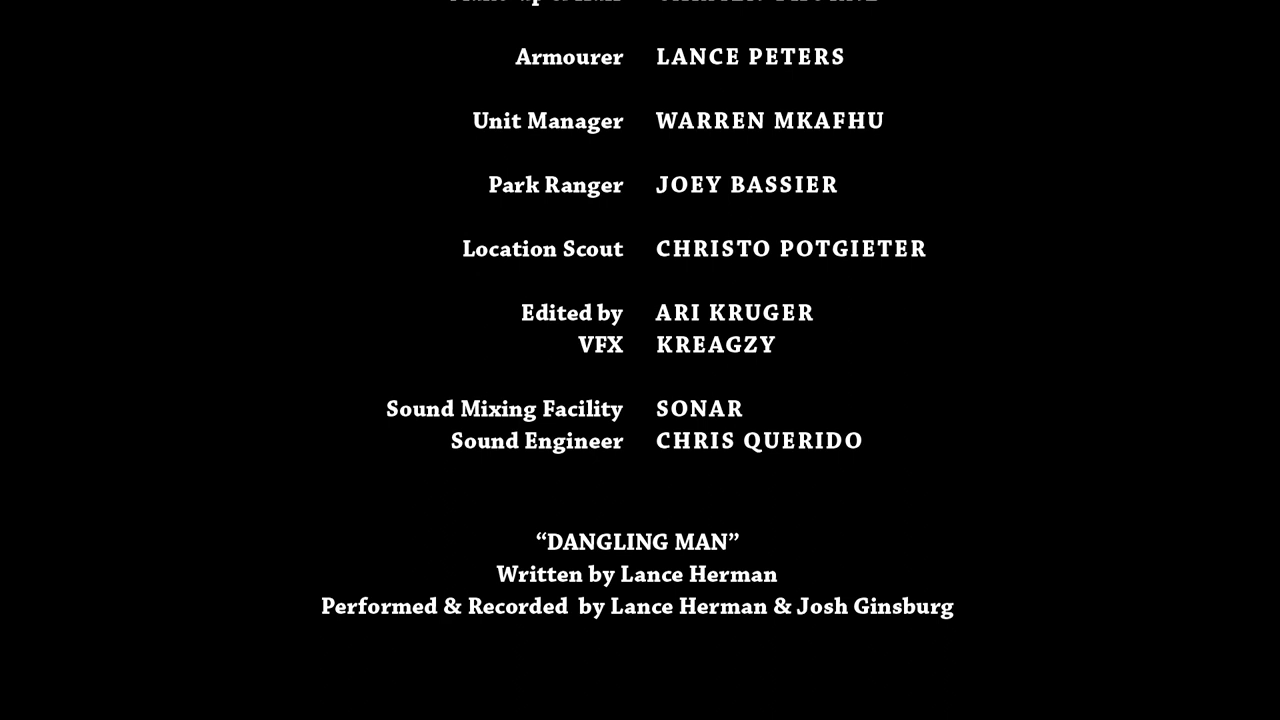 Armourer LANCE PETERS
Unit Manager WARREN MKAFHU
Park Ranger JOEY BASSIER
Location Scout CHRISTO POTGIETER
Edited by ARI KRUGER
VFX KREAGZY
Sound Mixing Facility SONAR
Sound Engineer CHRIS QUERIDO
“DANGLING MAN”
Written by Lance Herman
Performed & Recorded by Lance Herman & Josh Ginsburg